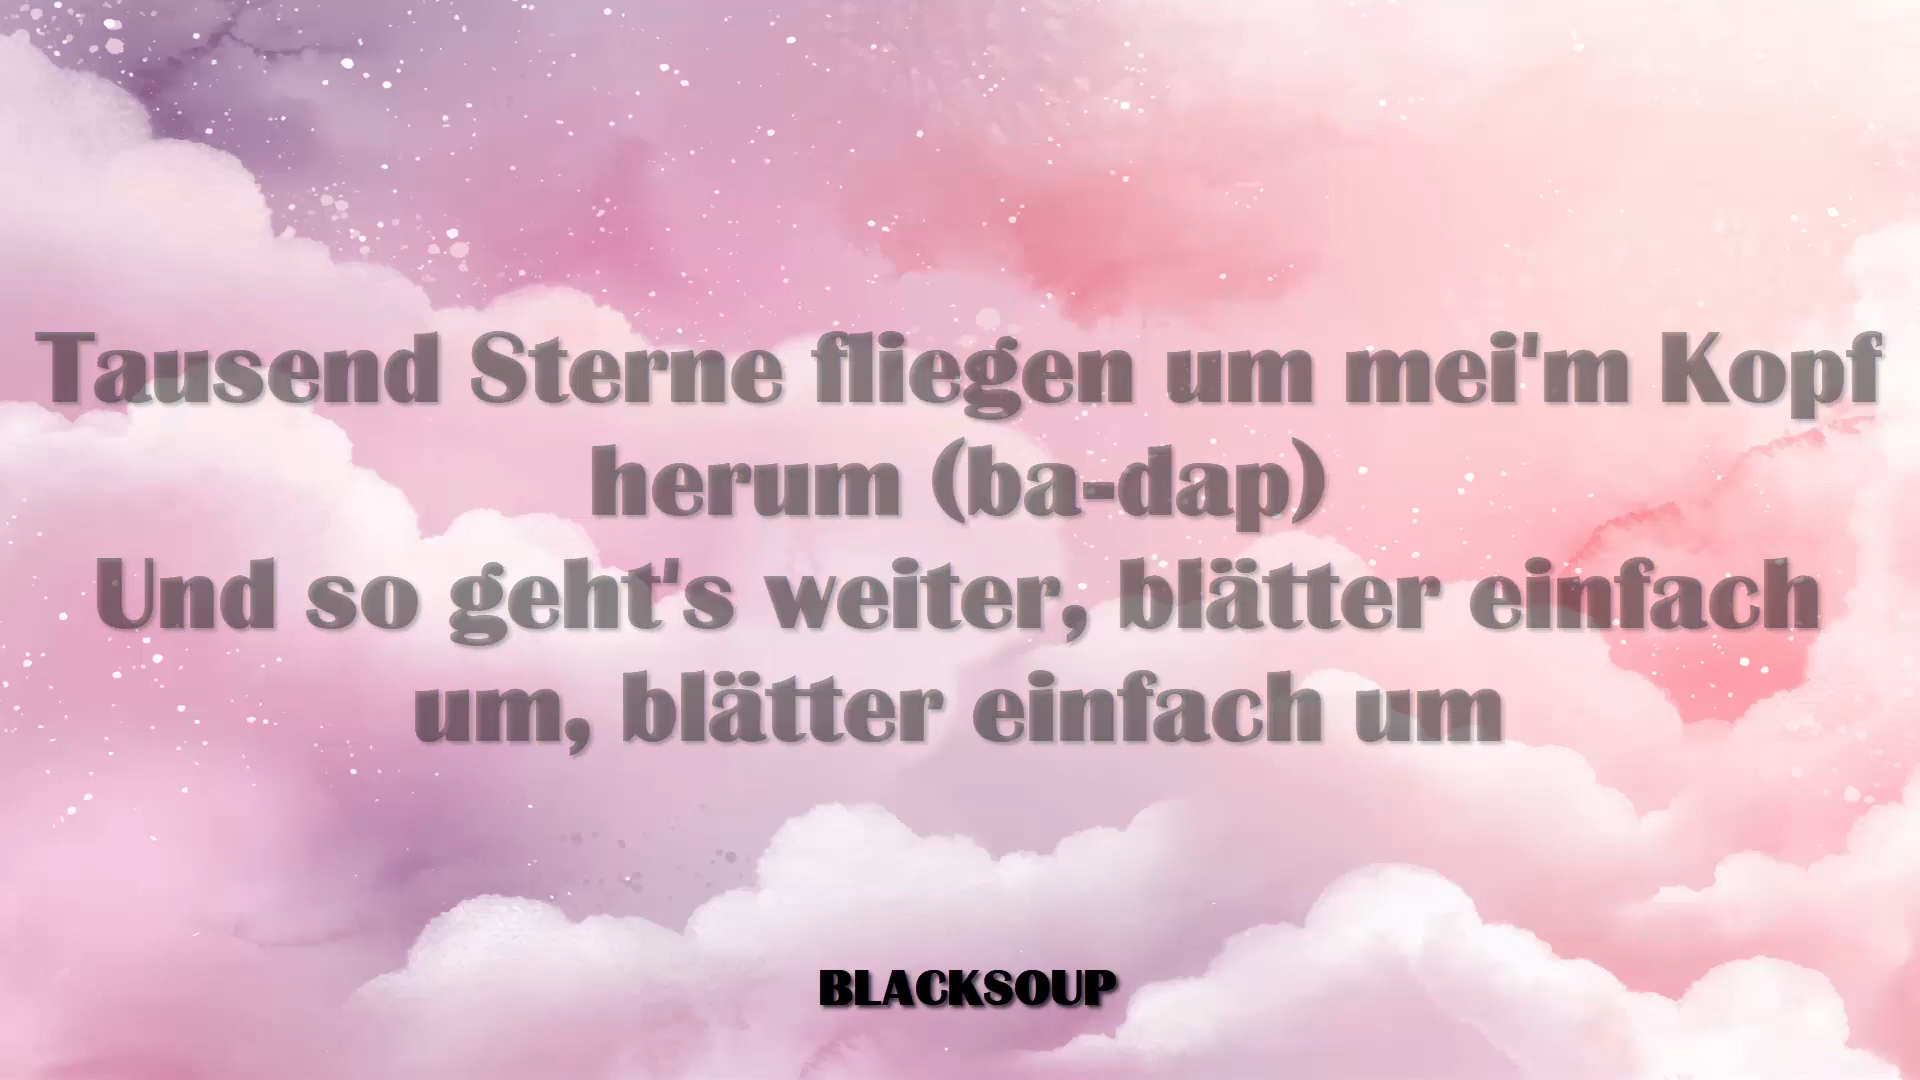 Tausend Sterne fliegen um mei'm Kopf
herum (ba-dap)
Und so geht's weiter, blätter einfach
um, blätter einfach um
BLACKSOUP